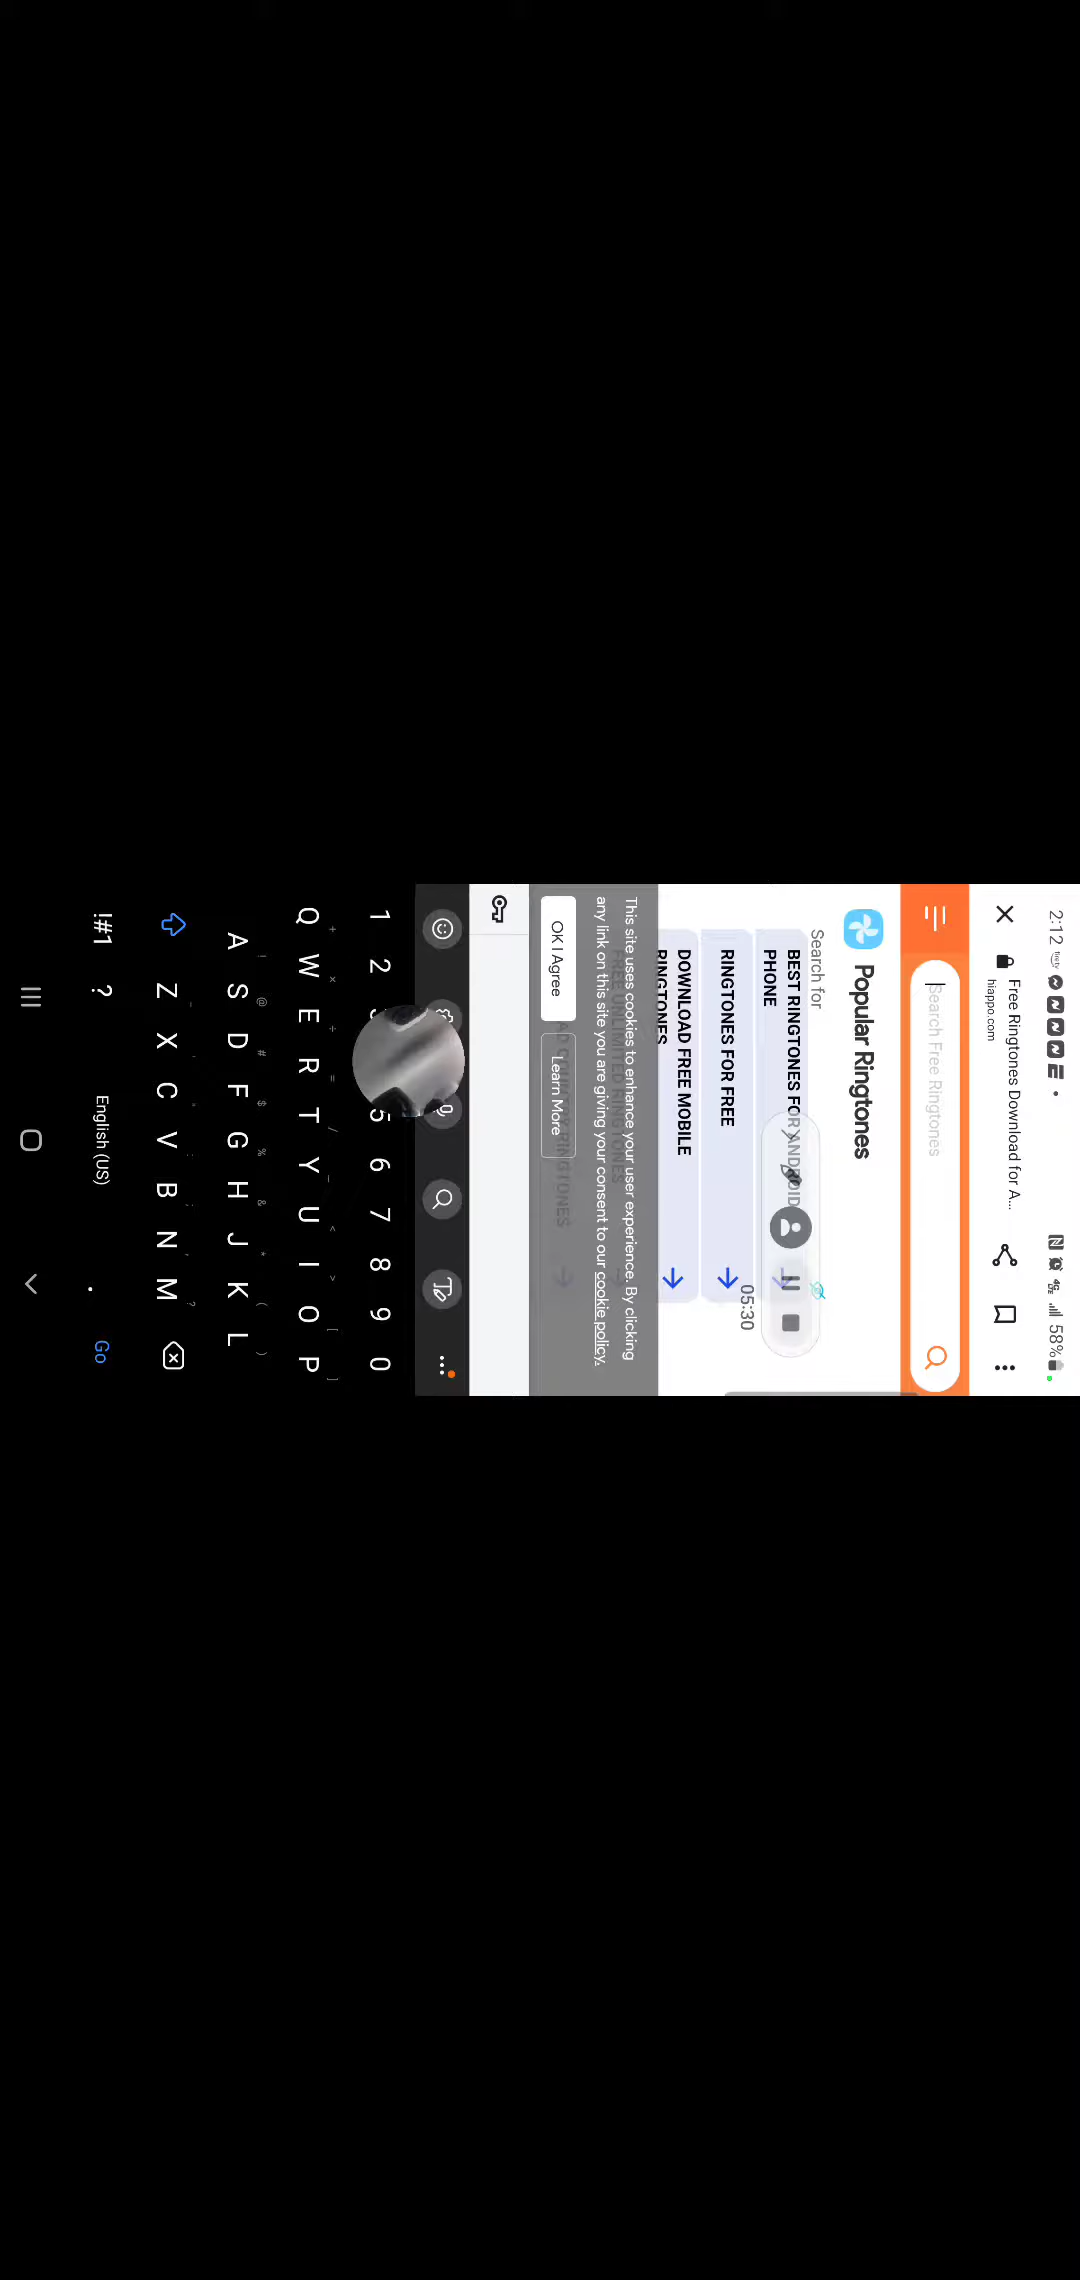 2:12
58%
Free Ringtones Download for A...
hiappo.com
Search Free Ringtones
Popular Ringtones
Search for
BEST RINGTONES FOR ANDROID
PHONE
RINGTONES FOR FREE
05:30
DOWNLOAD FREE MOBILE
RINGTONES
FREE UNLIMITED RINGTONES
This site uses cookies to enhance your user experience. By clicking
any link on this site you are giving your consent to our cookie policy.
OK I Agree
Learn More
1 2 3 5 6 7 8 9 0
Q W E R T Y U I O P
A S D F G H J K L
Z X C V B N M
!#1 ? English (US) . Go